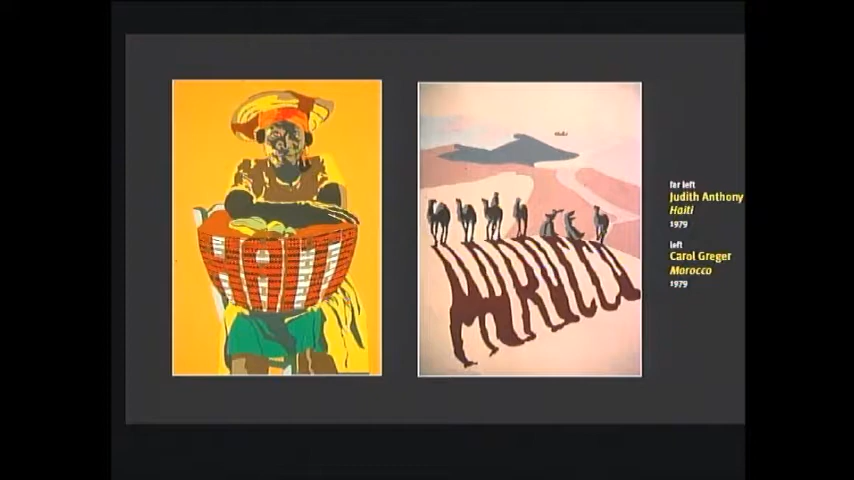 HAITI
MOROCCO
far left
Judith Anthony
Haiti
1979
left
Carol Greger
Morocco
1979